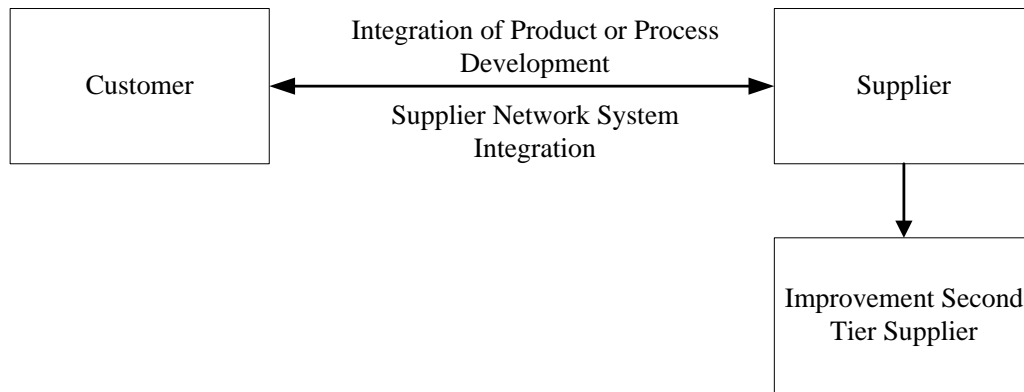 Integration of Product or Process
Development
Customer
Supplier
Supplier Network System
Integration
Improvement Second
Tier Supplier